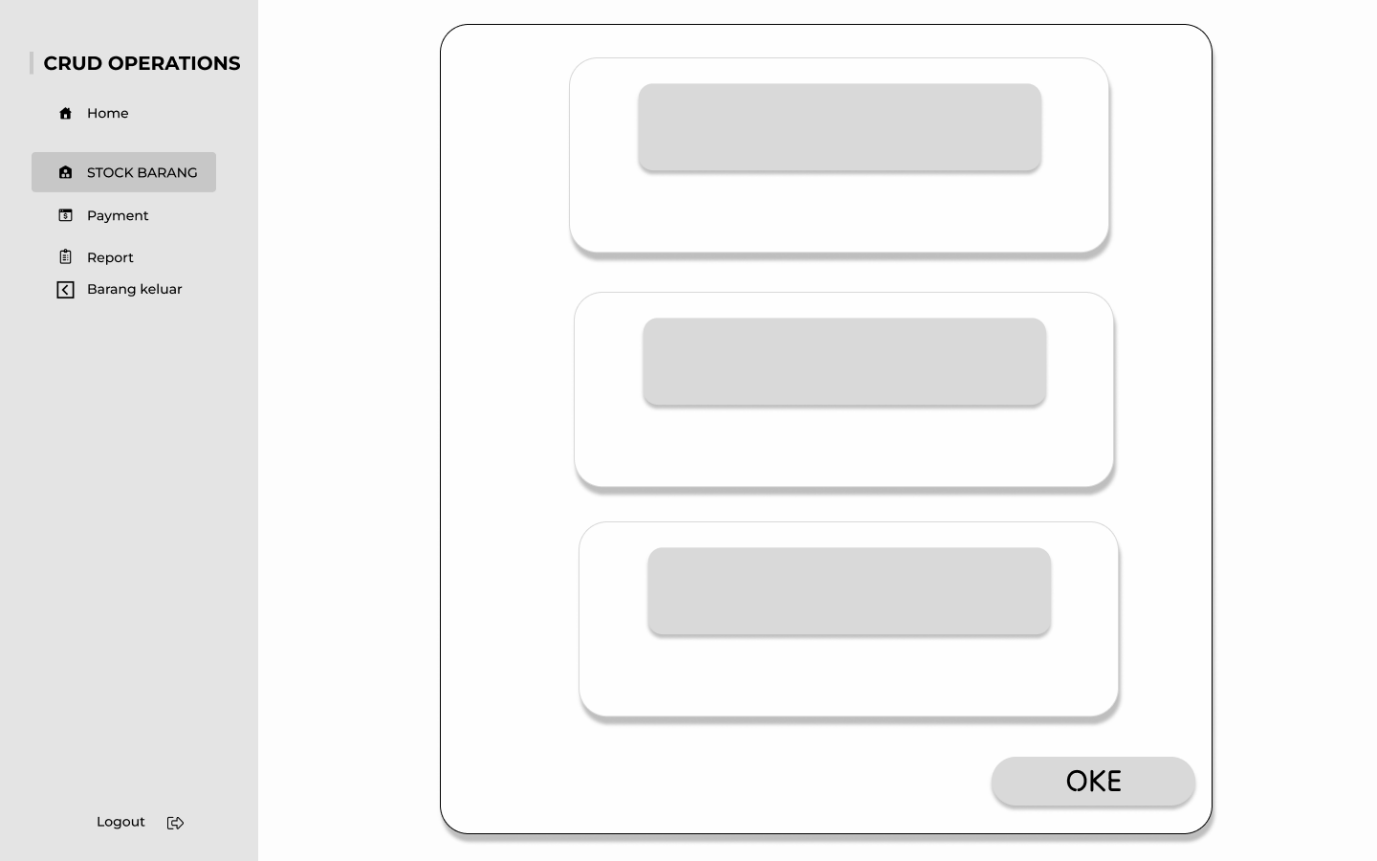 CRUD OPERATIONS
Home
STOCK BARANG
Payment
Report
Barang keluar
OKE
Logout